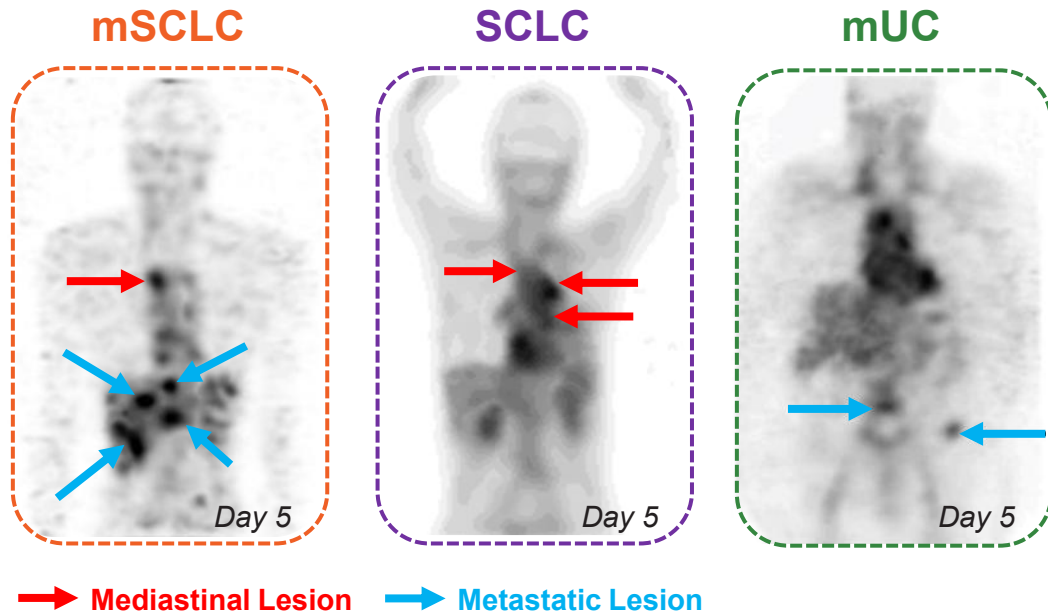 mSCLC
SCLC
mUC
Day 5
Day 5
Day 5
Mediastinal Lesion
Metastatic Lesion